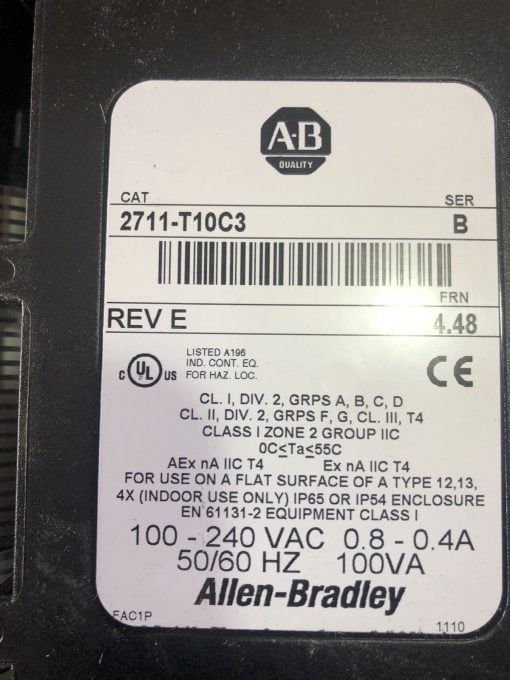 A-B
QUALITY
CAT SER
2711-T10C3 B
FRN
REV E 4.48
C UL US
LISTED A196
IND. CONT. EQ.
FOR HAZ. LOC.
CE
CL. I, DIV. 2, GRPS A, B, C, D
CL. II, DIV. 2, GRPS F, G, CL. III, T4
CLASS I ZONE 2 GROUP IIC
0C≤Ta≤55C
AEx nA IIC T4 Ex nA IIC T4
FOR USE ON A FLAT SURFACE OF A TYPE 12,13,
4X (INDOOR USE ONLY) IP65 OR IP54 ENCLOSURE
EN 61131-2 EQUIPMENT CLASS I
100 - 240 VAC 0.8 - 0.4A
50/60 HZ 100VA
Allen-Bradley
FAC1P 1110